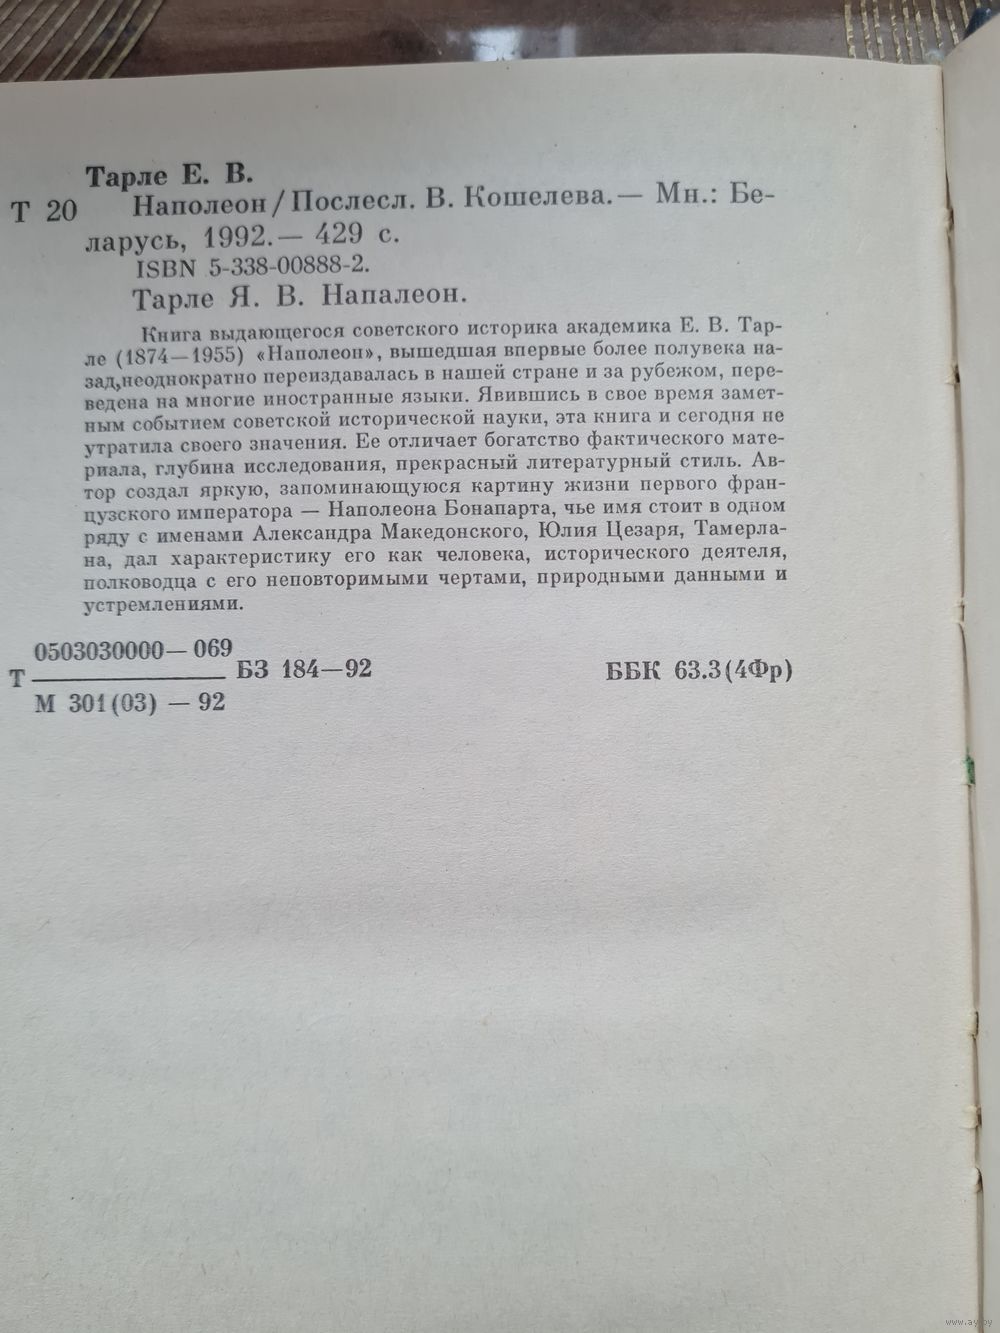 Тарле Е. В.
Т 20 Наполеон / Послесл. В. Кошелева.— Мн.: Бе-
ларусь, 1992.— 429 с.
ISBN 5-338-00888-2.
Тарле Я. В. Напалеон.
Книга выдающегося советского историка академика Е. В. Тар-
ле (1874—1955) «Наполеон», вышедшая впервые более полувека на-
зад,неоднократно переиздавалась в нашей стране и за рубежом, пере-
ведена на многие иностранные языки. Явившись в свое время замет-
ным событием советской исторической науки, эта книга и сегодня не
утратила своего значения. Ее отличает богатство фактического мате-
риала, глубина исследования, прекрасный литературный стиль. Ав-
тор создал яркую, запоминающуюся картину жизни первого фран-
цузского императора — Наполеона Бонапарта, чье имя стоит в одном
ряду с именами Александра Македонского, Юлия Цезаря, Тамерла-
на, дал характеристику его как человека, исторического деятеля,
полководца с его неповторимыми чертами, природными данными и
устремлениями.
0503030000—069
Т БЗ 184—92 ББК 63.3(4Фр)
М 301(03) — 92
www.ay.by